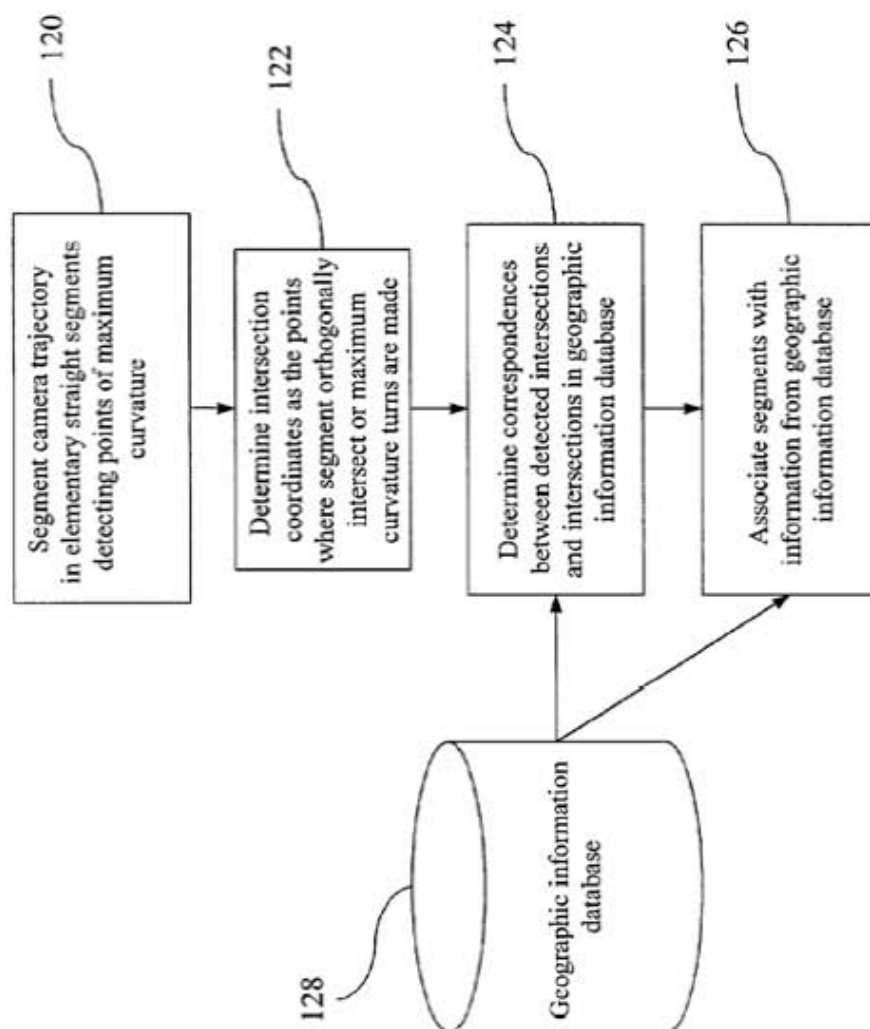 Segment camera trajectory
in elementary straight segments
detecting points of maximum
curvature
120
Determine intersection
coordinates as the points
where segment orthogonally
intersect or maximum
curvature turns are made
122
Determine correspondences
between detected intersections
and intersections in geographic
information database
124
Associate segments with
information from geographic
information database
126
Geographic information
database
128